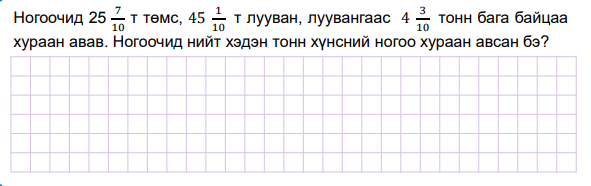 Ногоочид 25 7/10 т төмс, 45 1/10 т лууван, луувангаас 4 3/10 тонн бага байцаа
хураан авав. Ногоочид нийт хэдэн тонн хүнсний ногоо хураан авсан бэ?